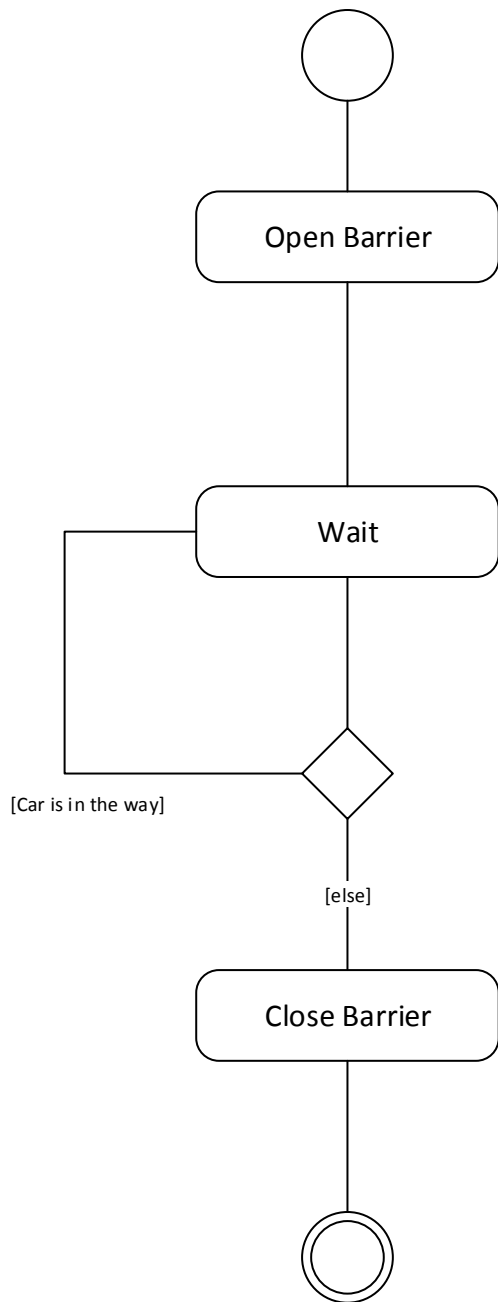 Open Barrier
Wait
[Car is in the way]
[else]
Close Barrier